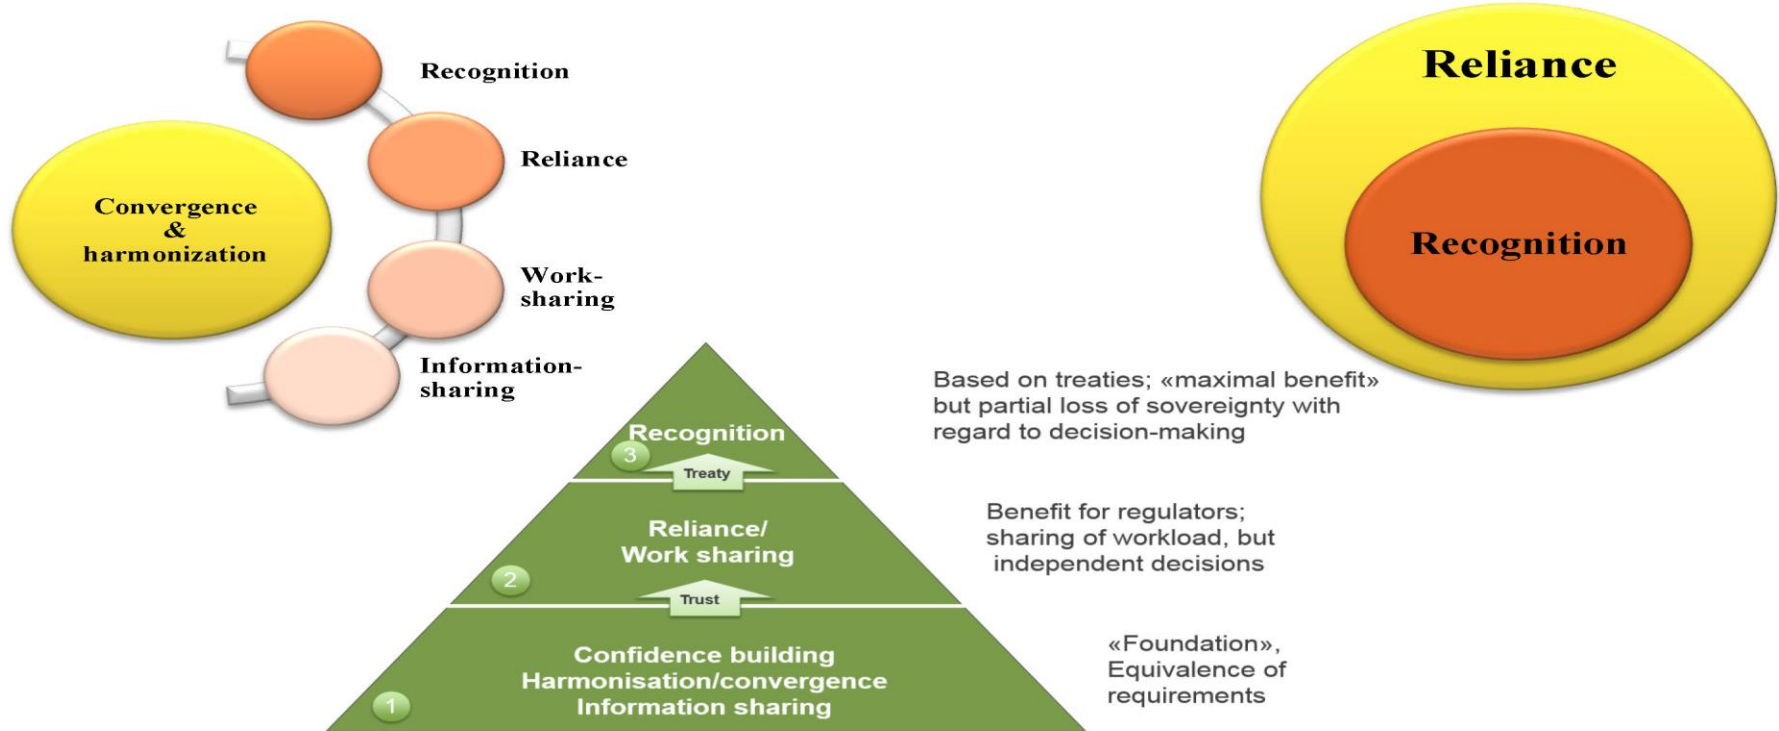 Recognition
Reliance
Convergence
&
harmonization
Work-
sharing
Information-
sharing
Reliance
Recognition
Recognition
3
Treaty
Based on treaties; «maximal benefit»
but partial loss of sovereignty with
regard to decision-making
Reliance/
Work sharing
2
Trust
Benefit for regulators;
sharing of workload, but
independent decisions
Confidence building
Harmonisation/convergence
Information sharing
1
«Foundation»,
Equivalence of
requirements